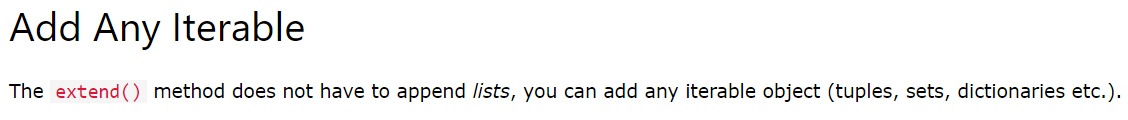 Add Any Iterable
The extend() method does not have to append lists, you can add any iterable object (tuples, sets, dictionaries etc.).